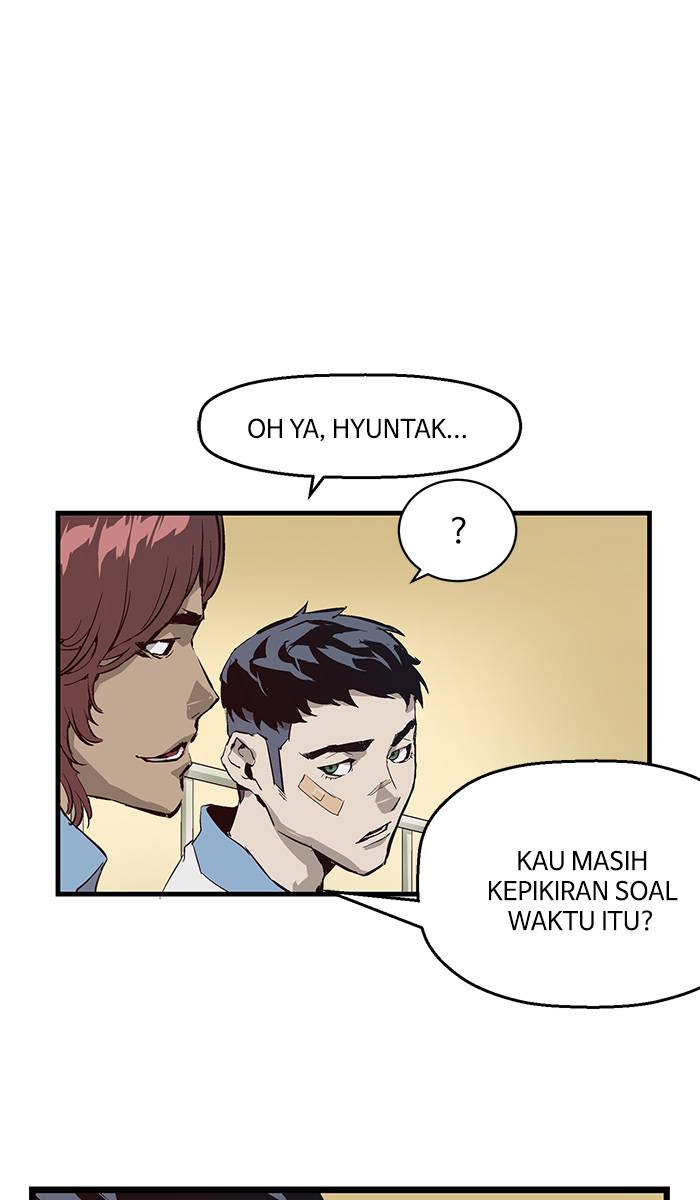 OH YA, HYUNTAK...
?
KAU MASIH
KEPIKIRAN SOAL
WAKTU ITU?